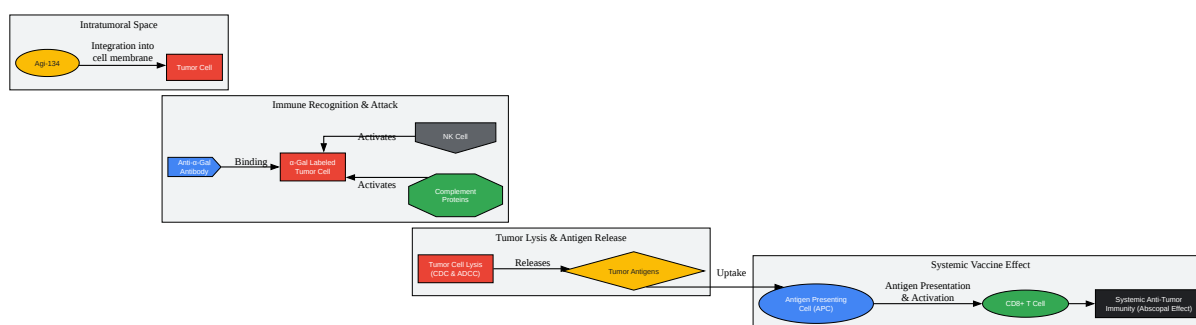 Intratumoral Space
Agi-134
Integration into
cell membrane
Tumor Cell
Immune Recognition & Attack
Anti-α-Gal
Antibody
Binding
α-Gal Labeled
Tumor Cell
Activates
NK Cell
Activates
Complement
Proteins
Tumor Lysis & Antigen Release
Tumor Cell Lysis
(CDC & ADCC)
Releases
Tumor Antigens
Uptake
Systemic Vaccine Effect
Antigen Presenting
Cell (APC)
Antigen Presentation
& Activation
CD8+ T Cell
Systemic Anti-Tumor
Immunity (Abscopal Effect)